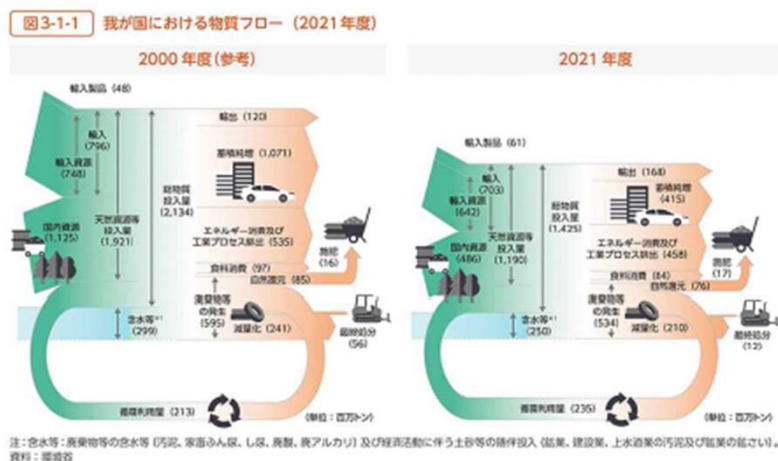 図3-1-1 我が国における物質フロー（2021年度）
2000年度（参考）
輸入製品（48）
輸入
（796）
輸入資源
（748）
国内資源
（1,125）
天然資源等
投入量
（1,921）
総物質
投入量
（2,134）
輸出（120）
蓄積純増（1,071）
エネルギー消費及び
工業プロセス排出（535）
食料消費（97）
自然還元（85）
施肥
（16）
廃棄物等
の発生
（595）
減量化（241）
最終処分
（56）
含水等※1
（299）
循環利用量（213）
（単位：百万トン）
2021年度
輸入製品（61）
輸入
（703）
輸入資源
（642）
国内資源
（486）
天然資源等
投入量
（1,190）
総物質
投入量
（1,425）
輸出（168）
蓄積純増
（415）
エネルギー消費及び
工業プロセス排出（458）
食料消費（84）
自然還元（76）
施肥
（17）
廃棄物等
の発生
（534）
減量化（210）
最終処分
（12）
含水等※1
（250）
循環利用量（235）
（単位：百万トン）
注：含水等：廃棄物等の含水等（汚泥、家畜ふん尿、し尿、廃酸、廃アルカリ）及び経済活動に伴う土砂等の随伴投入（鉱業、建設業、上水道業の汚泥及び鉱業の鉱さい）。
資料：環境省